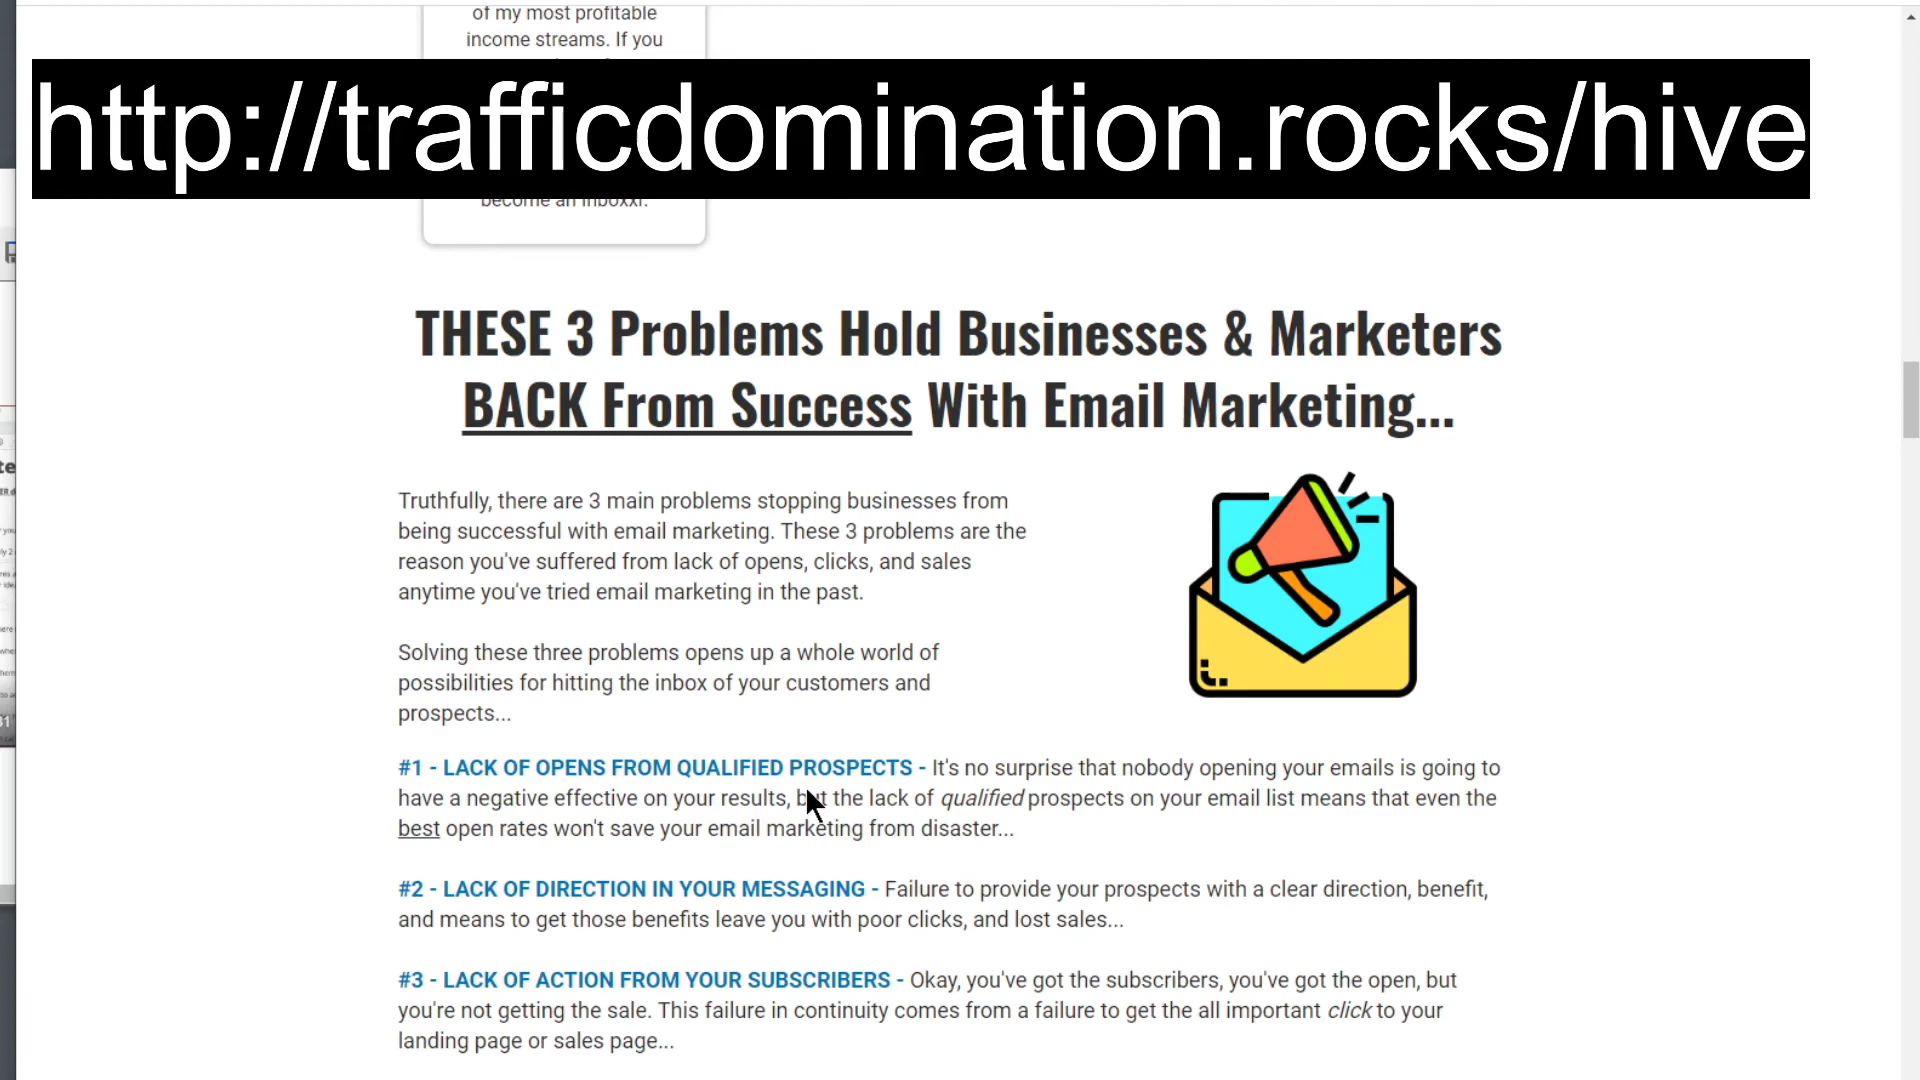 of my most profitable
income streams. If you
http://trafficdomination.rocks/hive
become an Inboxxr.
THESE 3 Problems Hold Businesses & Marketers
BACK From Success With Email Marketing...
Truthfully, there are 3 main problems stopping businesses from
being successful with email marketing. These 3 problems are the
reason you've suffered from lack of opens, clicks, and sales
anytime you've tried email marketing in the past.
Solving these three problems opens up a whole world of
possibilities for hitting the inbox of your customers and
prospects...
#1 - LACK OF OPENS FROM QUALIFIED PROSPECTS - It's no surprise that nobody opening your emails is going to
have a negative effective on your results, but the lack of qualified prospects on your email list means that even the
best open rates won't save your email marketing from disaster...
#2 - LACK OF DIRECTION IN YOUR MESSAGING - Failure to provide your prospects with a clear direction, benefit,
and means to get those benefits leave you with poor clicks, and lost sales...
#3 - LACK OF ACTION FROM YOUR SUBSCRIBERS - Okay, you've got the subscribers, you've got the open, but
you're not getting the sale. This failure in continuity comes from a failure to get the all important click to your
landing page or sales page...